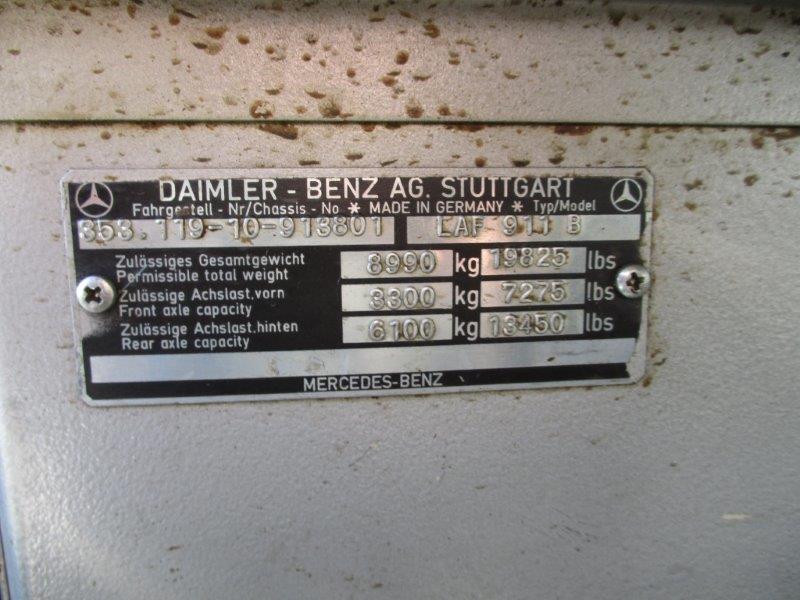 DAIMLER - BENZ AG. STUTTGART
Fahrgestell - Nr/Chassis - No * MADE IN GERMANY * Typ/Model
353.119-10-913801 LAF 911 B
Zulässiges Gesamtgewicht
Permissible total weight 8990 kg 19825 lbs
Zulässige Achslast.vorn
Front axle capacity 3300 kg 7275 lbs
Zulässige Achslast.hinten
Rear axle capacity 6100 kg 13450 lbs
MERCEDES-BENZ